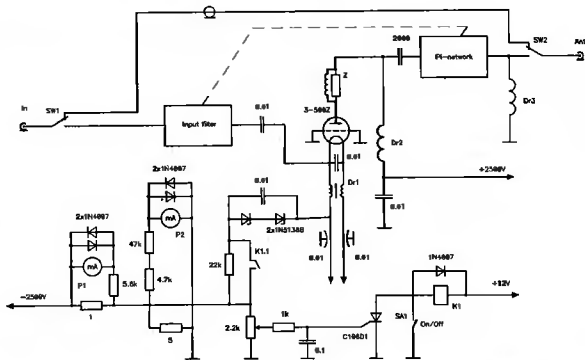 SW2
Ant
2000
Pi-network
Z
In
SW1
3-500Z
Input filter
0.01
Dr3
Dr2
0.01
+2500V
2x1N4007
Dr1
0.01
0.01
mA
P2
2x1N4007
2x1N5138B
47k
0.01
0.01
mA
K1.1
1N4007
P1
5.6k
4.7k
22k
-2500V
K1
+12V
1
SA1
2.2k
1k
On/Off
5
C106D1
0.1